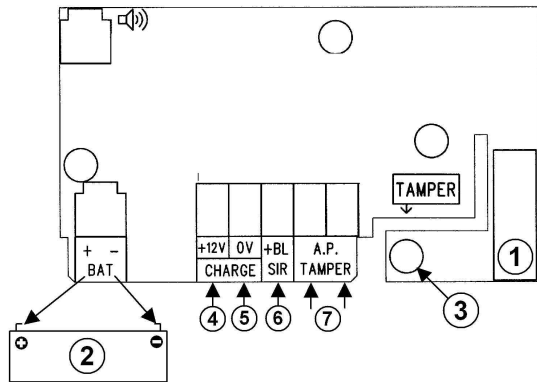 TAMPER
1
+ -
BAT
+12V 0V
CHARGE
+BL
SIR
A.P.
TAMPER
3
4
5
6
7
+ 2 -